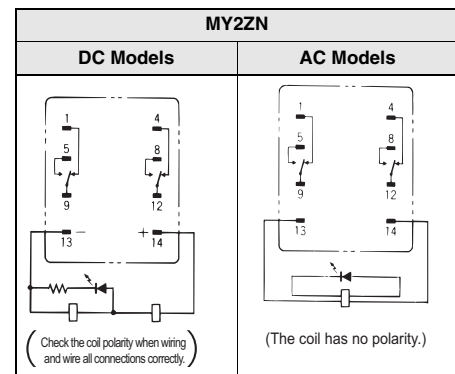 MY2ZN
DC Models AC Models
1 4
5 8
9 12
13 − + 14
Check the coil polarity when wiring
and wire all connections correctly.
1 4
5 8
9 12
13 14
(The coil has no polarity.)